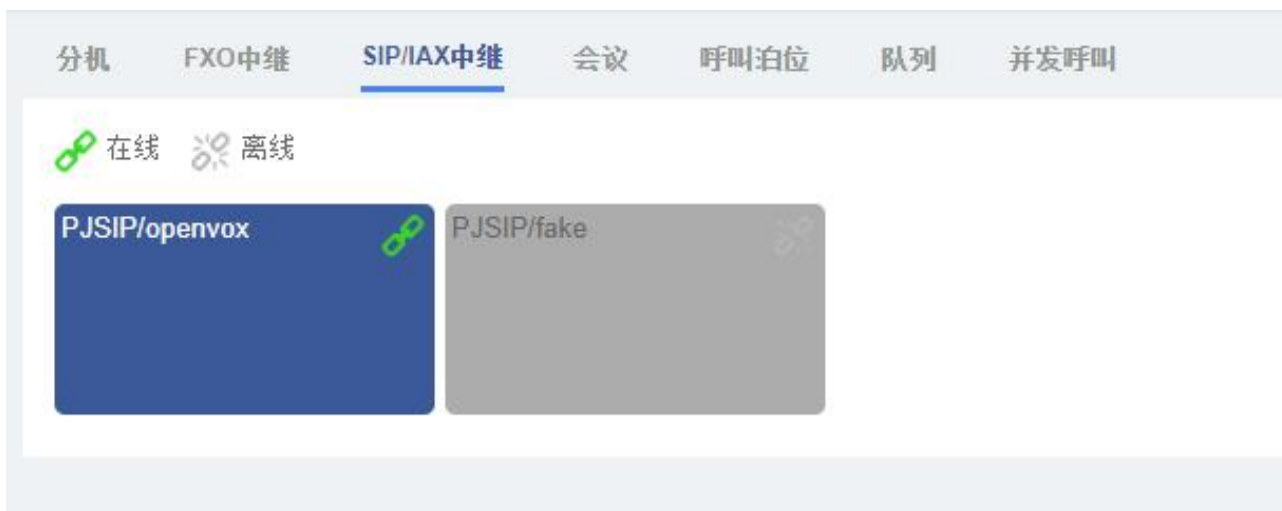 分机 FXO中继 SIP/IAX中继 会议 呼叫泊位 队列 并发呼叫
在线 离线
PJSIP/openvox PJSIP/fake